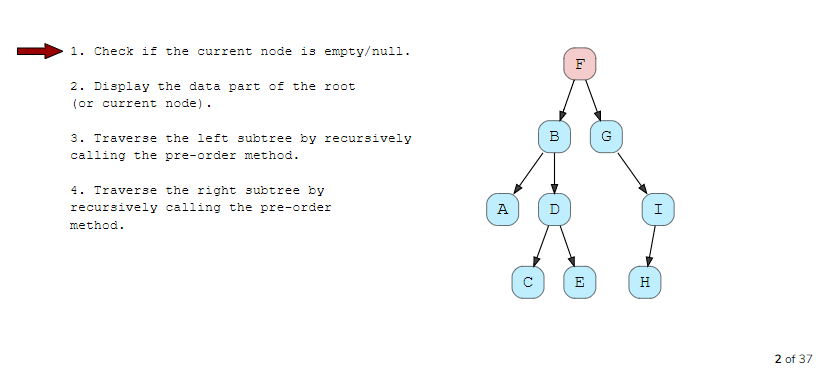 1. Check if the current node is empty/null.
2. Display the data part of the root
(or current node).
3. Traverse the left subtree by recursively
calling the pre-order method.
4. Traverse the right subtree by
recursively calling the pre-order
method.
F
B
G
A
D
I
C
E
H
2 of 37